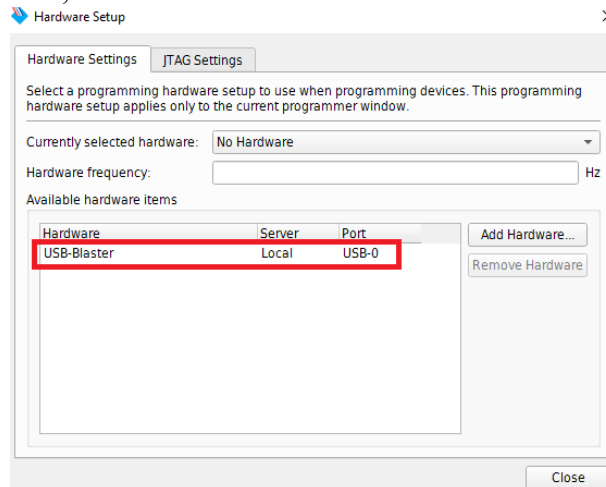 Hardware Setup
Hardware Settings JTAG Settings
Select a programming hardware setup to use when programming devices. This programming
hardware setup applies only to the current programmer window.
Currently selected hardware: No Hardware
Hardware frequency: Hz
Available hardware items
Hardware Server Port
USB-Blaster Local USB-0
Add Hardware...
Remove Hardware
Close